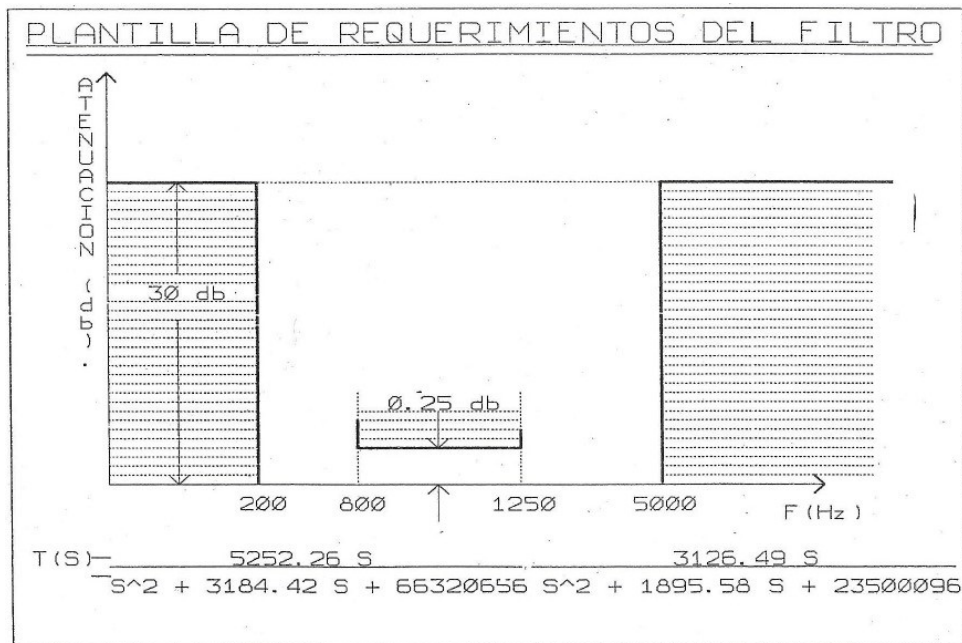 PLANTILLA DE REQUERIMIENTOS DEL FILTRO
ATENUACION (db).
30 db
0.25 db
200 800 1250 5000 F(Hz)
T(S)= 5252.26 S . 3126.49 S
S^2 + 3184.42 S + 66320656 S^2 + 1895.58 S + 23500096